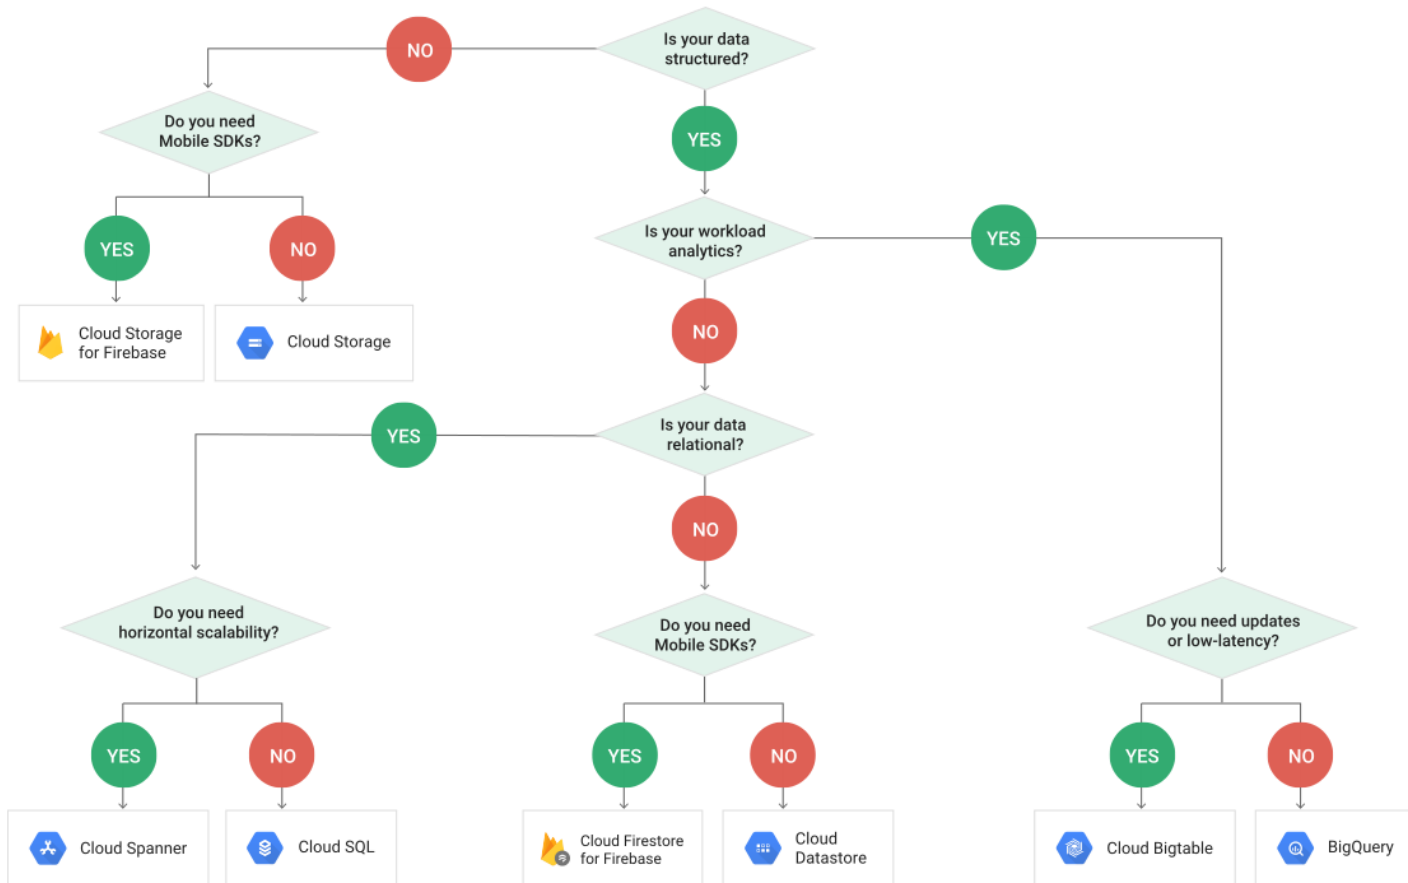 Is your data
structured?
NO
YES
Do you need
Mobile SDKs?
YES
NO
Cloud Storage
for Firebase
Cloud Storage
Is your workload
analytics?
YES
NO
Is your data
relational?
YES
NO
Do you need
horizontal scalability?
YES
NO
Cloud Spanner
Cloud SQL
Do you need
Mobile SDKs?
YES
NO
Cloud Firestore
for Firebase
Cloud
Datastore
Do you need updates
or low-latency?
YES
NO
Cloud Bigtable
BigQuery